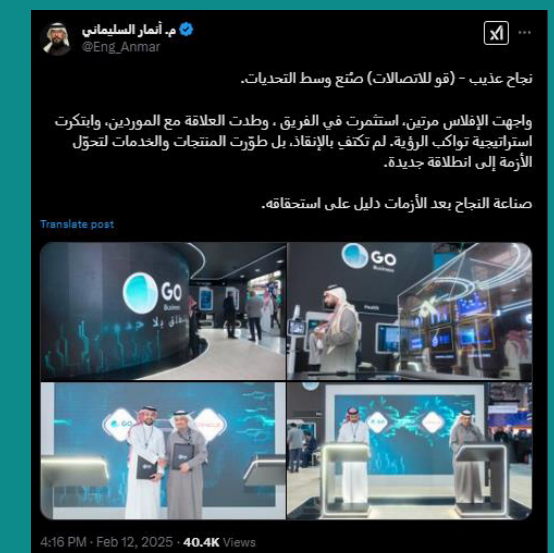 م. أنمار السليماني
@Eng_Anmar
نجاح عذيب – (قو للاتصالات) صُنع وسط التحديات.
واجهت الإفلاس مرتين، استثمرت في الفريق ، وطدت العلاقة مع الموردين، وابتكرت
استراتيجية تواكب الرؤية. لم تكتفِ بالإنقاذ، بل طوّرت المنتجات والخدمات لتحوّل
الأزمة إلى انطلاقة جديدة.
صناعة النجاح بعد الأزمات دليل على استحقاقه.
Translate post
GO
Business
GO
Business
Health
GO
4:16 PM · Feb 12, 2025 · 40.4K Views